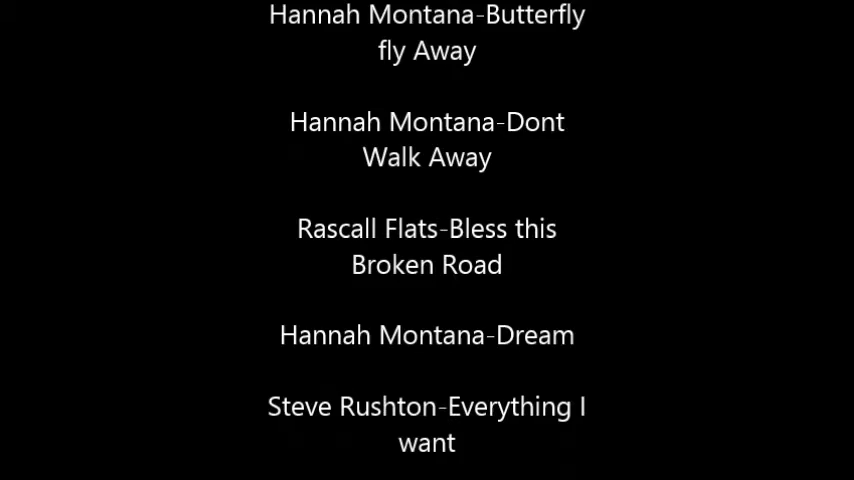 Hannah Montana-Butterfly
fly Away
Hannah Montana-Dont
Walk Away
Rascall Flats-Bless this
Broken Road
Hannah Montana-Dream
Steve Rushton-Everything I
want